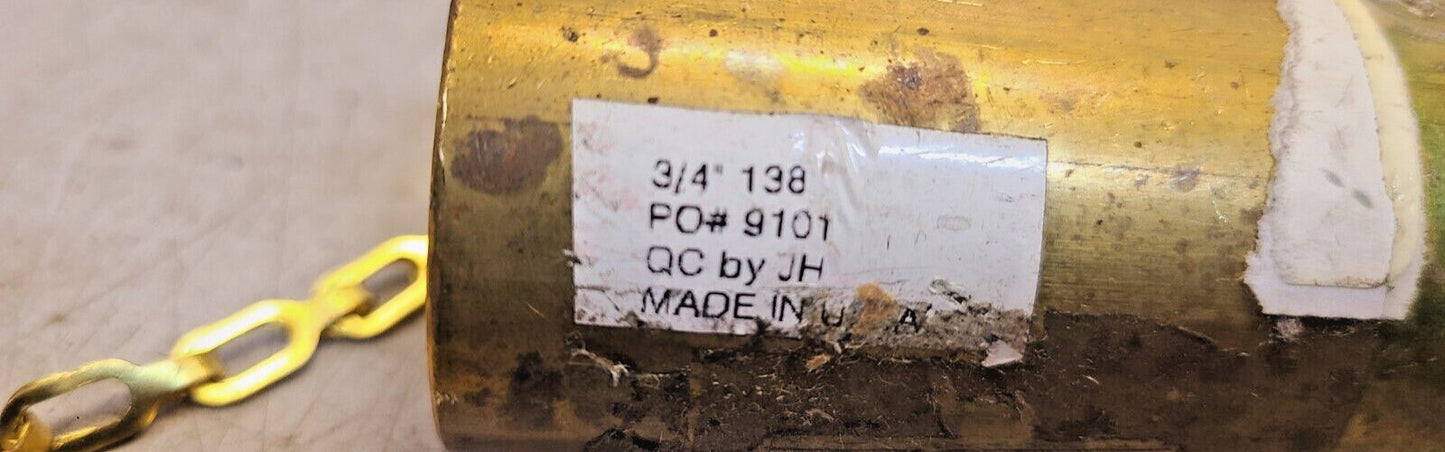 3/4" 138
PO# 9101
QC by JH
MADE IN U.S.A